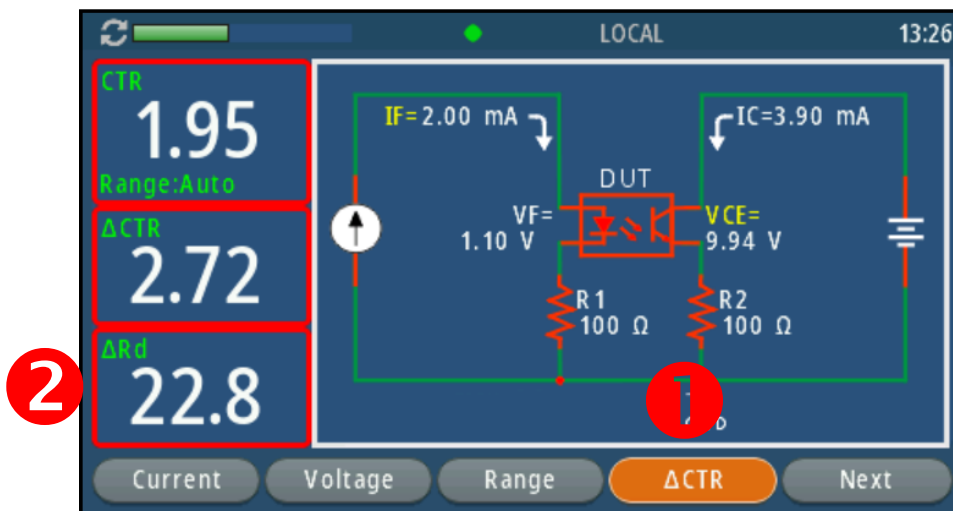 LOCAL 13:26
CTR
1.95
Range:Auto
ΔCTR
2.72
ΔRd
22.8
2
IF=2.00 mA
IC=3.90 mA
DUT
VF=
1.10 V
VCE=
9.94 V
R1
100 Ω
R2
100 Ω
1
Current Voltage Range ΔCTR Next